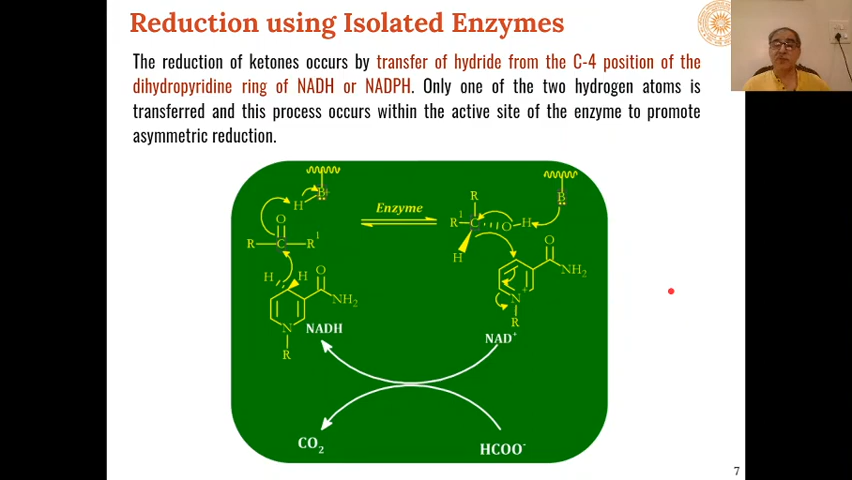 Reduction using Isolated Enzymes
The reduction of ketones occurs by transfer of hydride from the C-4 position of the
dihydropyridine ring of NADH or NADPH. Only one of the two hydrogen atoms is
transferred and this process occurs within the active site of the enzyme to promote
asymmetric reduction.
H
B
+
O
R
C
R
1
H
H
O
NH2
N
R
NADH
Enzyme
R
R
1
C
O
H
B
H
O
NH2
N
+
R
NAD+
CO2
HCOO-
7